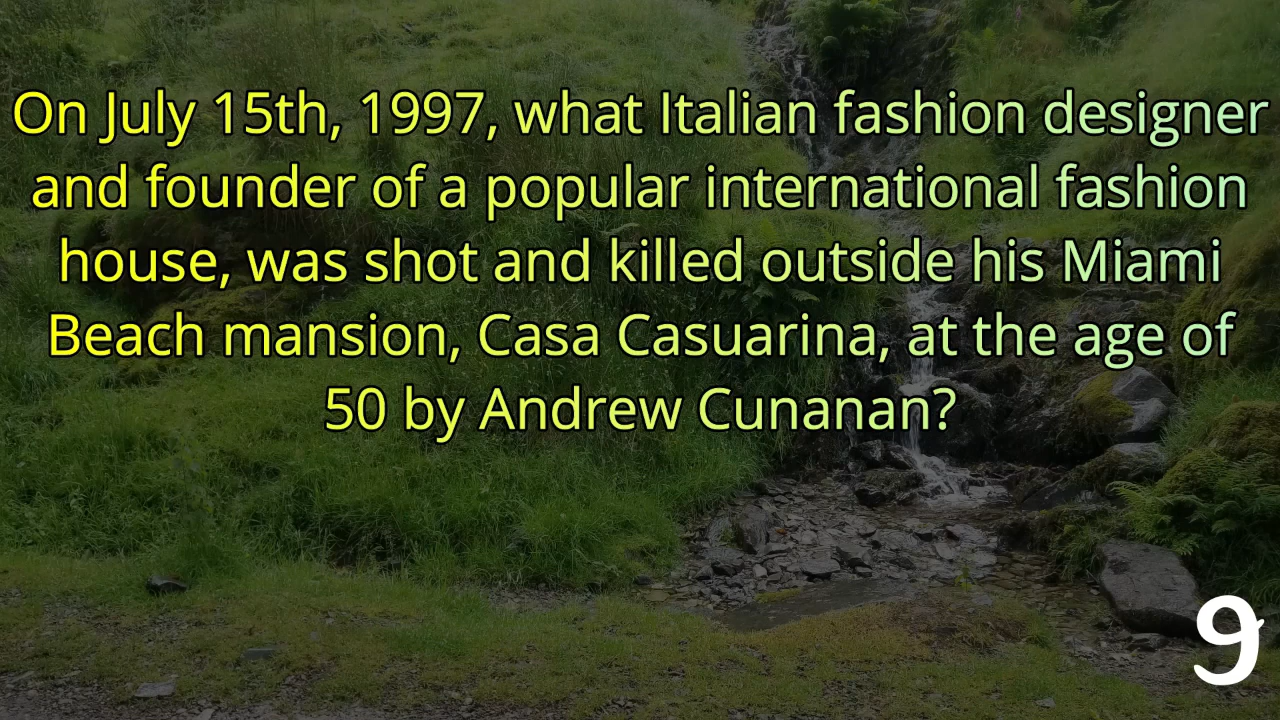 On July 15th, 1997, what Italian fashion designer
and founder of a popular international fashion
house, was shot and killed outside his Miami
Beach mansion, Casa Casuarina, at the age of
50 by Andrew Cunanan?
9